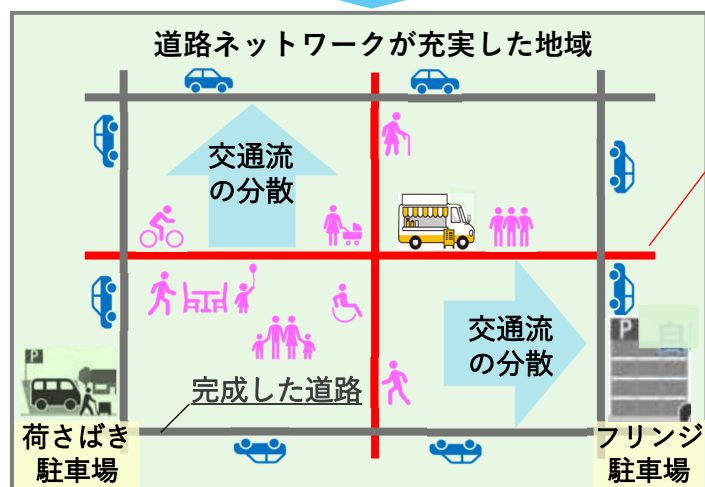 道路ネットワークが充実した地域
交通流
の分散
交通流
の分散
完成した道路
P
荷さばき
駐車場
P
フリンジ
駐車場